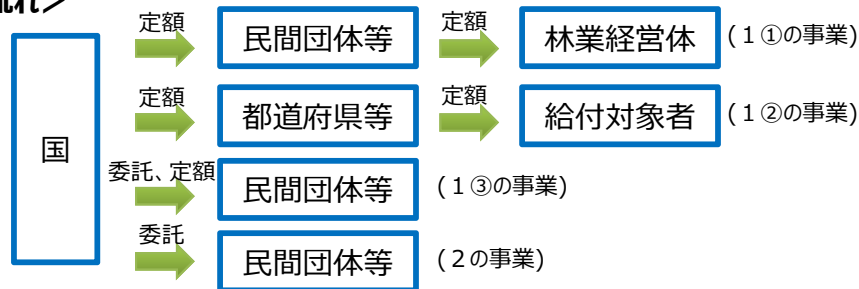 流れ＞
国
定額
民間団体等
定額
林業経営体
(１①の事業)
定額
都道府県等
定額
給付対象者
(１②の事業)
委託、定額
民間団体等
(１③の事業)
委託
民間団体等
(２の事業)